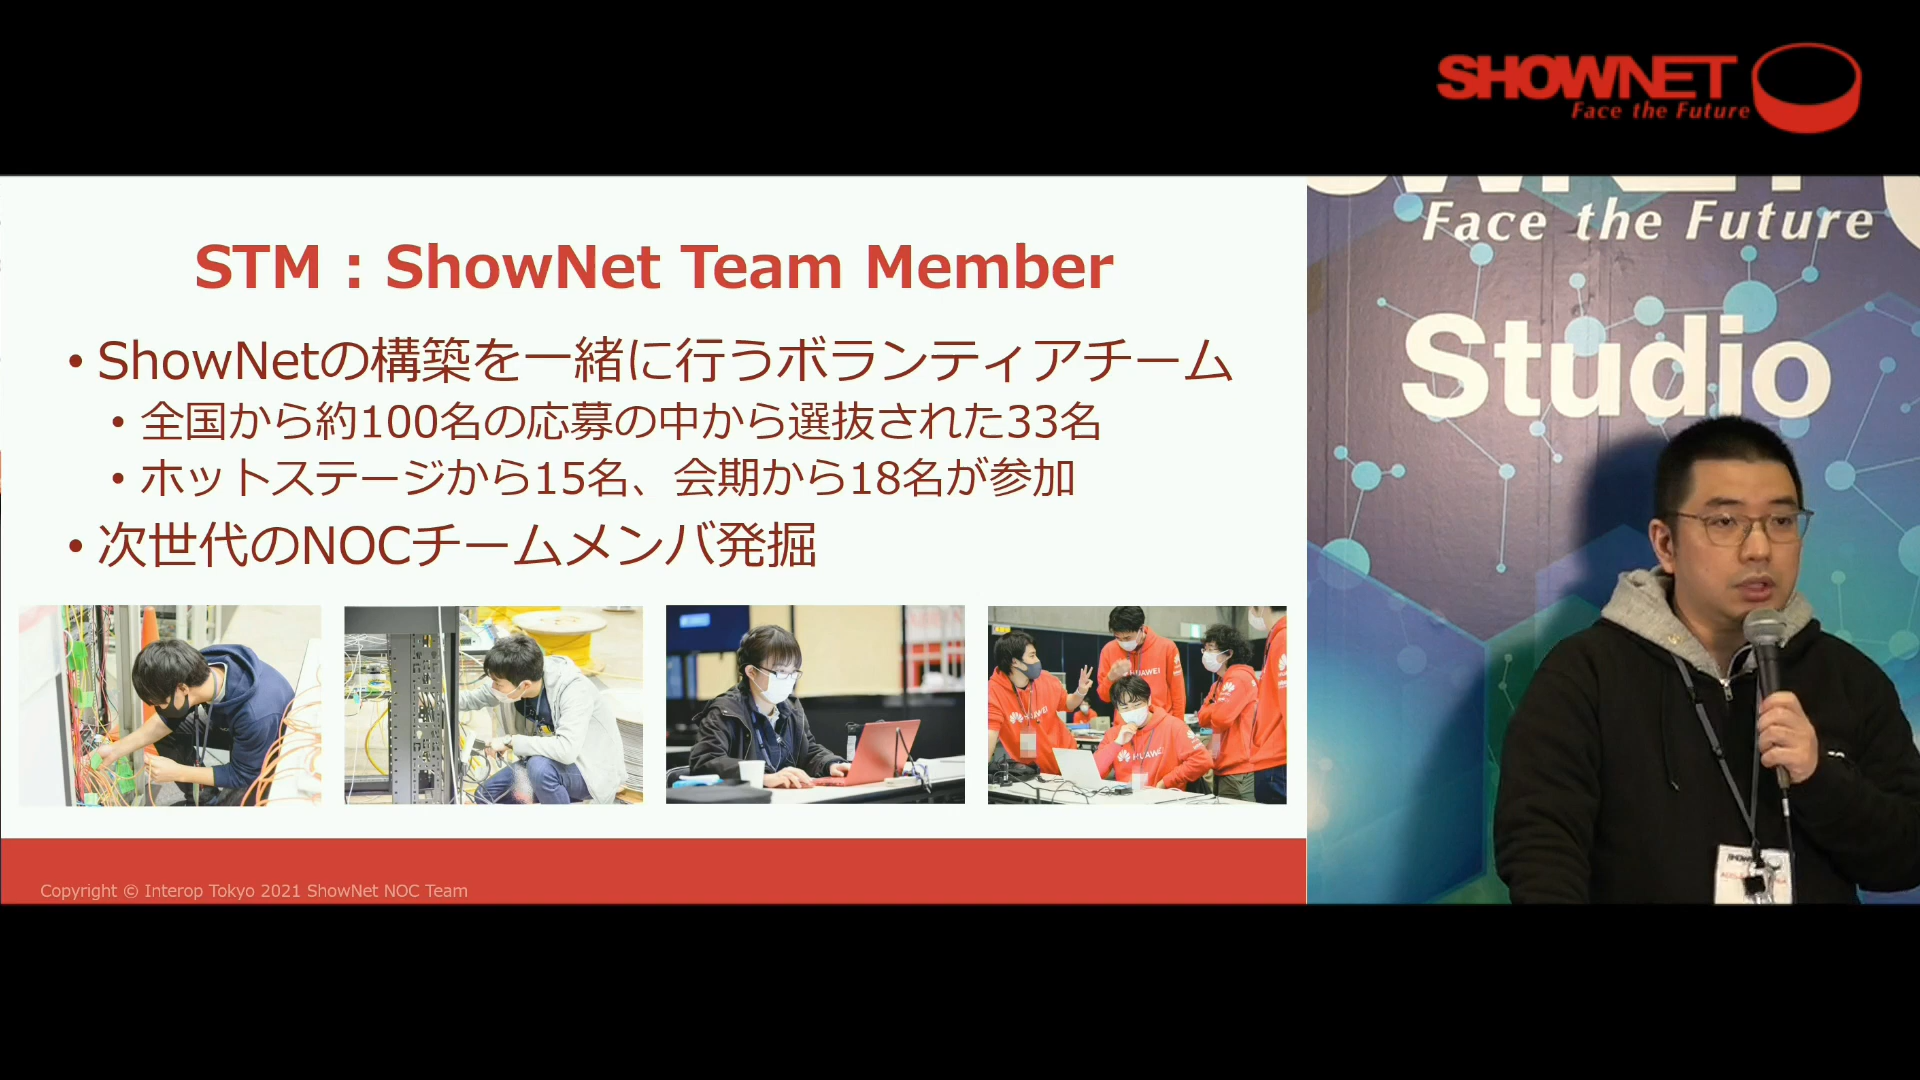 SHOWNET
Face the Future
STM : ShowNet Team Member
• ShowNetの構築を一緒に行うボランティアチーム
• 全国から約100名の応募の中から選抜された33名
• ホットステージから15名、会期から18名が参加
• 次世代のNOCチームメンバ発掘
HUAWEI
HUAWEI
HUAWEI
Copyright © Interop Tokyo 2021 ShowNet NOC Team
Face the Future
Studio